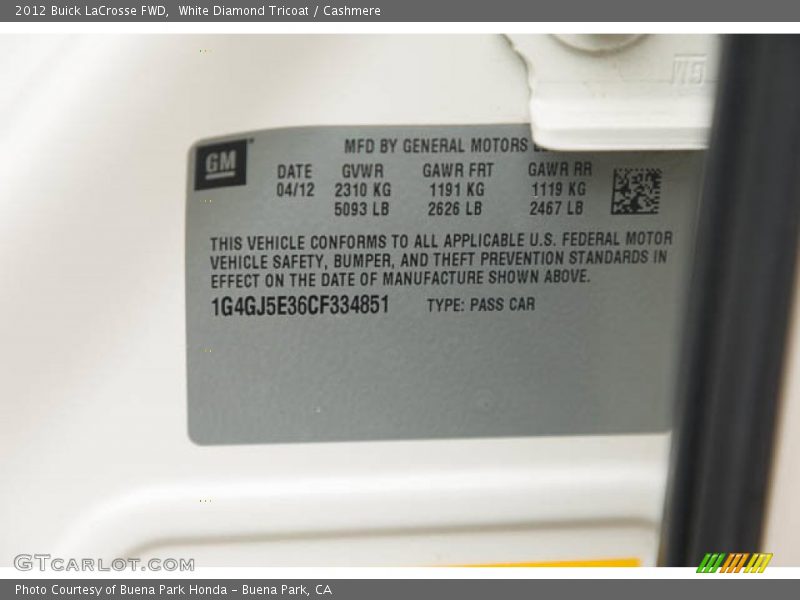 2012 Buick LaCrosse FWD, White Diamond Tricoat / Cashmere
GM
MFD BY GENERAL MOTORS
DATE GVWR GAWR FRT GAWR RR
04/12 2310 KG 1191 KG 1119 KG
5093 LB 2626 LB 2467 LB
THIS VEHICLE CONFORMS TO ALL APPLICABLE U.S. FEDERAL MOTOR
VEHICLE SAFETY, BUMPER, AND THEFT PREVENTION STANDARDS IN
EFFECT ON THE DATE OF MANUFACTURE SHOWN ABOVE.
1G4GJ5E36CF334851 TYPE: PASS CAR
GTCARLOT.COM
Photo Courtesy of Buena Park Honda - Buena Park, CA